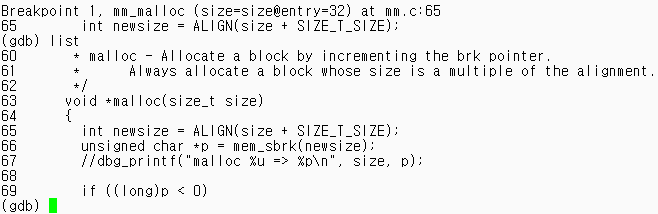 Breakpoint 1, mm_malloc (size=size@entry=32) at mm.c:65
65          int newsize = ALIGN(size + SIZE_T_SIZE);
(gdb) list
60       * malloc - Allocate a block by incrementing the brk pointer.
61       *      Always allocate a block whose size is a multiple of the alignment.
62       */
63      void *malloc(size_t size)
64      {
65        int newsize = ALIGN(size + SIZE_T_SIZE);
66        unsigned char *p = mem_sbrk(newsize);
67        //dbg_printf("malloc %u => %p\n", size, p);
68
69        if ((long)p < 0)
(gdb)